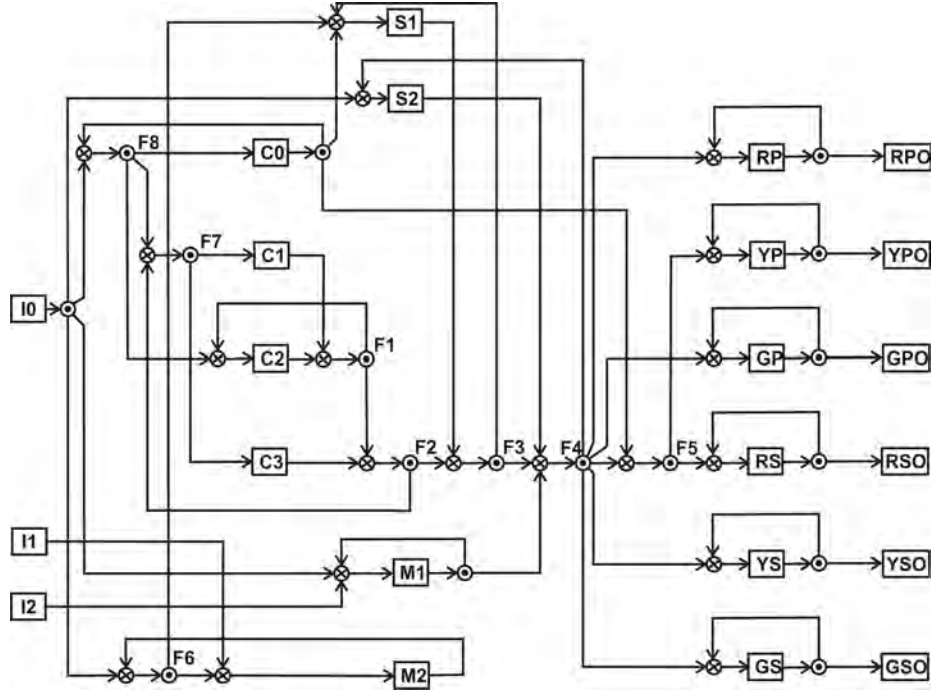 S1
S2
F8
C0
RP
RPO
F7
C1
YP
YPO
I0
F1
C2
GP
GPO
C3
F2
F3
F4
F5
RS
RSO
I1
M1
YS
YSO
I2
F6
M2
GS
GSO